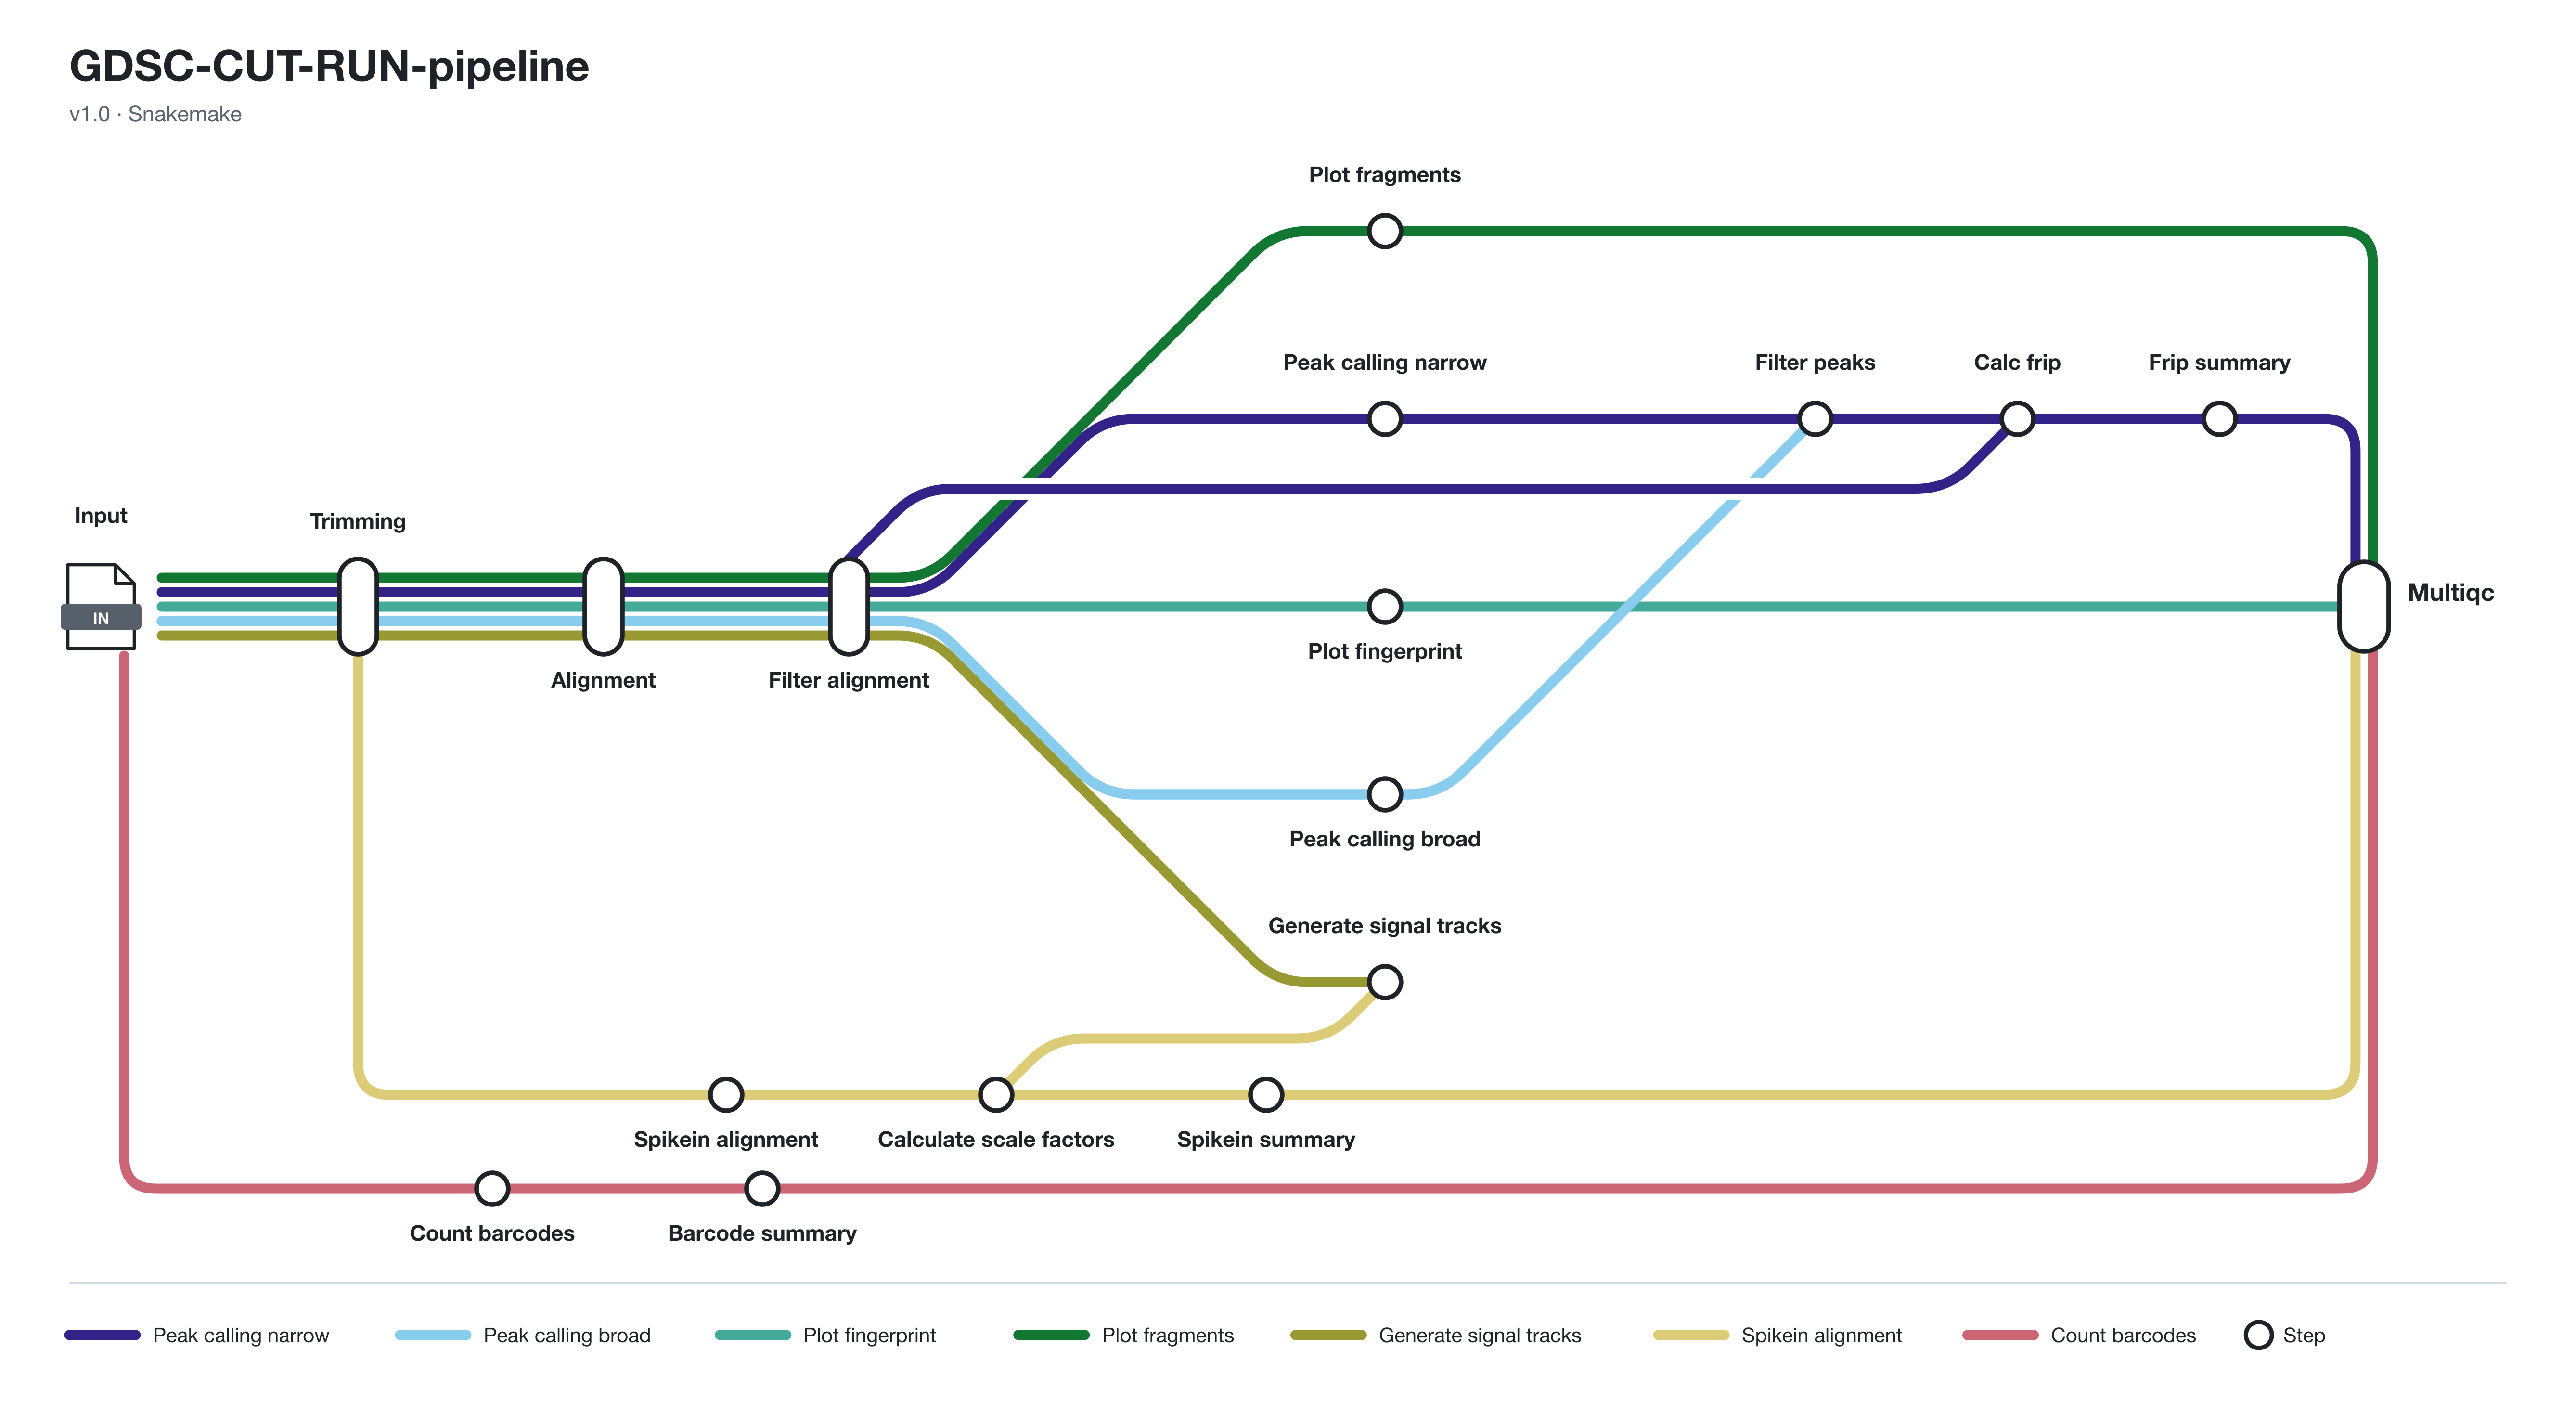 GDSC-CUT-RUN-pipeline
v1.0 · Snakemake
Plot fragments
Peak calling narrow
Filter peaks
Calc frip
Frip summary
Input
Trimming
IN
Multiqc
Plot fingerprint
Alignment
Filter alignment
Peak calling broad
Generate signal tracks
Spikein alignment
Calculate scale factors
Spikein summary
Count barcodes
Barcode summary
Peak calling narrow
Peak calling broad
Plot fingerprint
Plot fragments
Generate signal tracks
Spikein alignment
Count barcodes
Step